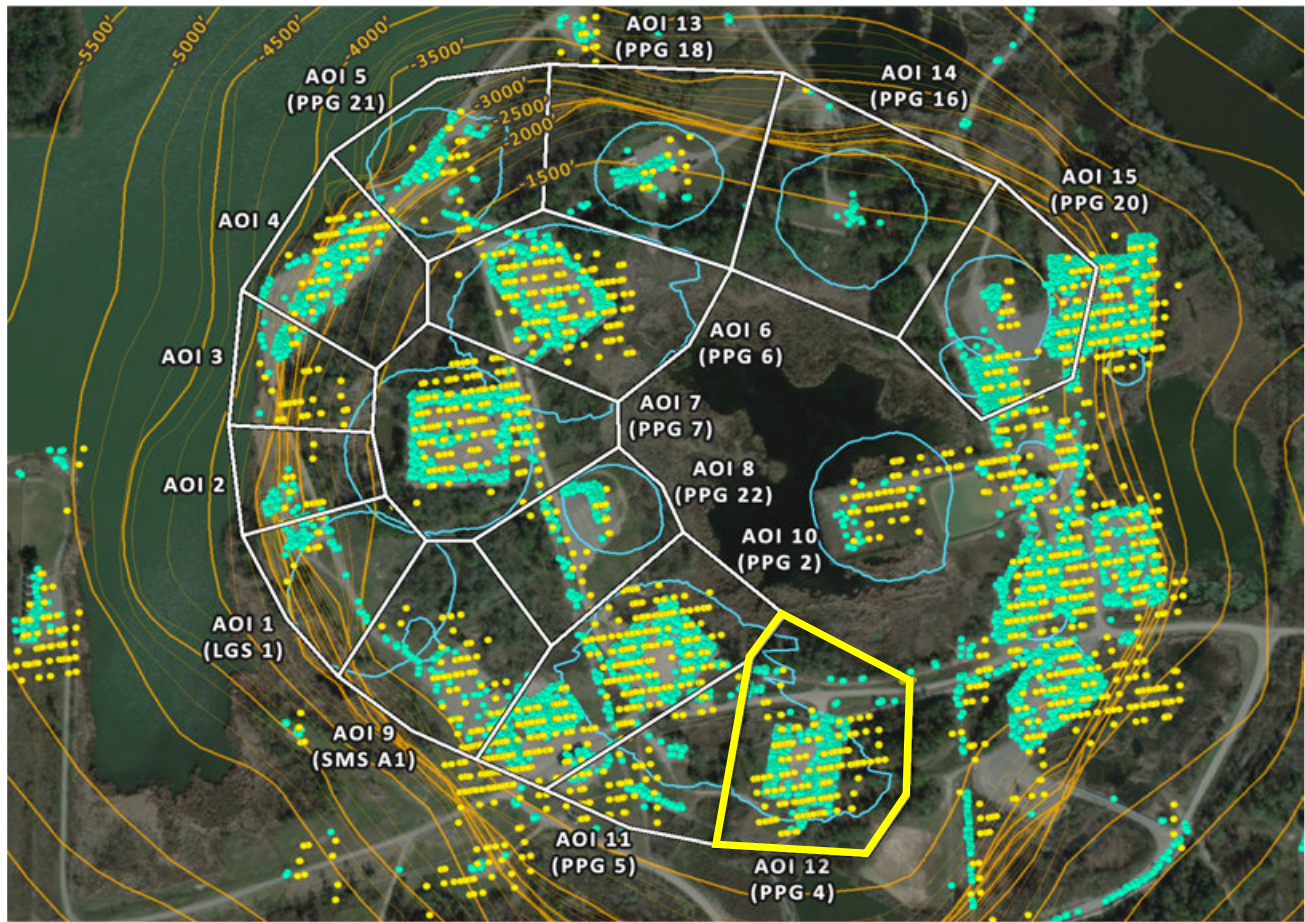 -5500'
-5000'
-4500'
-4000'
-3500'
-3000'
-2500'
-2000'
-1500'
AOI 13
(PPG 18)
AOI 14
(PPG 16)
AOI 5
(PPG 21)
AOI 15
(PPG 20)
AOI 4
AOI 3
AOI 6
(PPG 6)
AOI 7
(PPG 7)
AOI 2
AOI 8
(PPG 22)
AOI 10
(PPG 2)
AOI 1
(LGS 1)
AOI 9
(SMS A1)
AOI 11
(PPG 5)
AOI 12
(PPG 4)